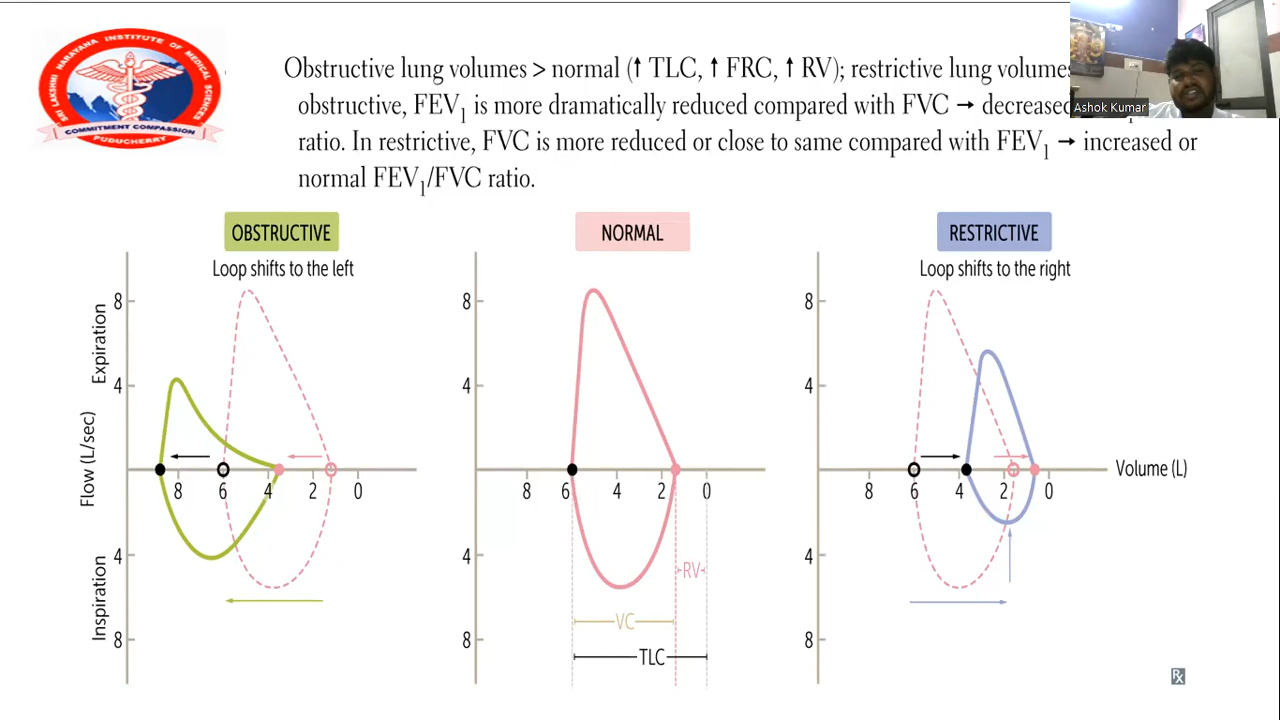 SRI LAKSHMI NARAYANA INSTITUTE OF MEDICAL SCIENCES
COMMITMENT COMPASSION
PUDUCHERRY
Obstructive lung volumes > normal (↑ TLC, ↑ FRC, ↑ RV); restrictive lung volumes
Ashok Kumar
obstructive, FEV1 is more dramatically reduced compared with FVC → decreased
ratio. In restrictive, FVC is more reduced or close to same compared with FEV1 → increased or
normal FEV1/FVC ratio.
OBSTRUCTIVE
Loop shifts to the left
NORMAL
RESTRICTIVE
Loop shifts to the right
Flow (L/sec)
Expiration
Inspiration
8
4
4
8
8 6 4 2 0
8
4
4
8
8 6 4 2 0
RV
VC
TLC
8
4
4
8
8 6 4 2 0
Volume (L)
Rx